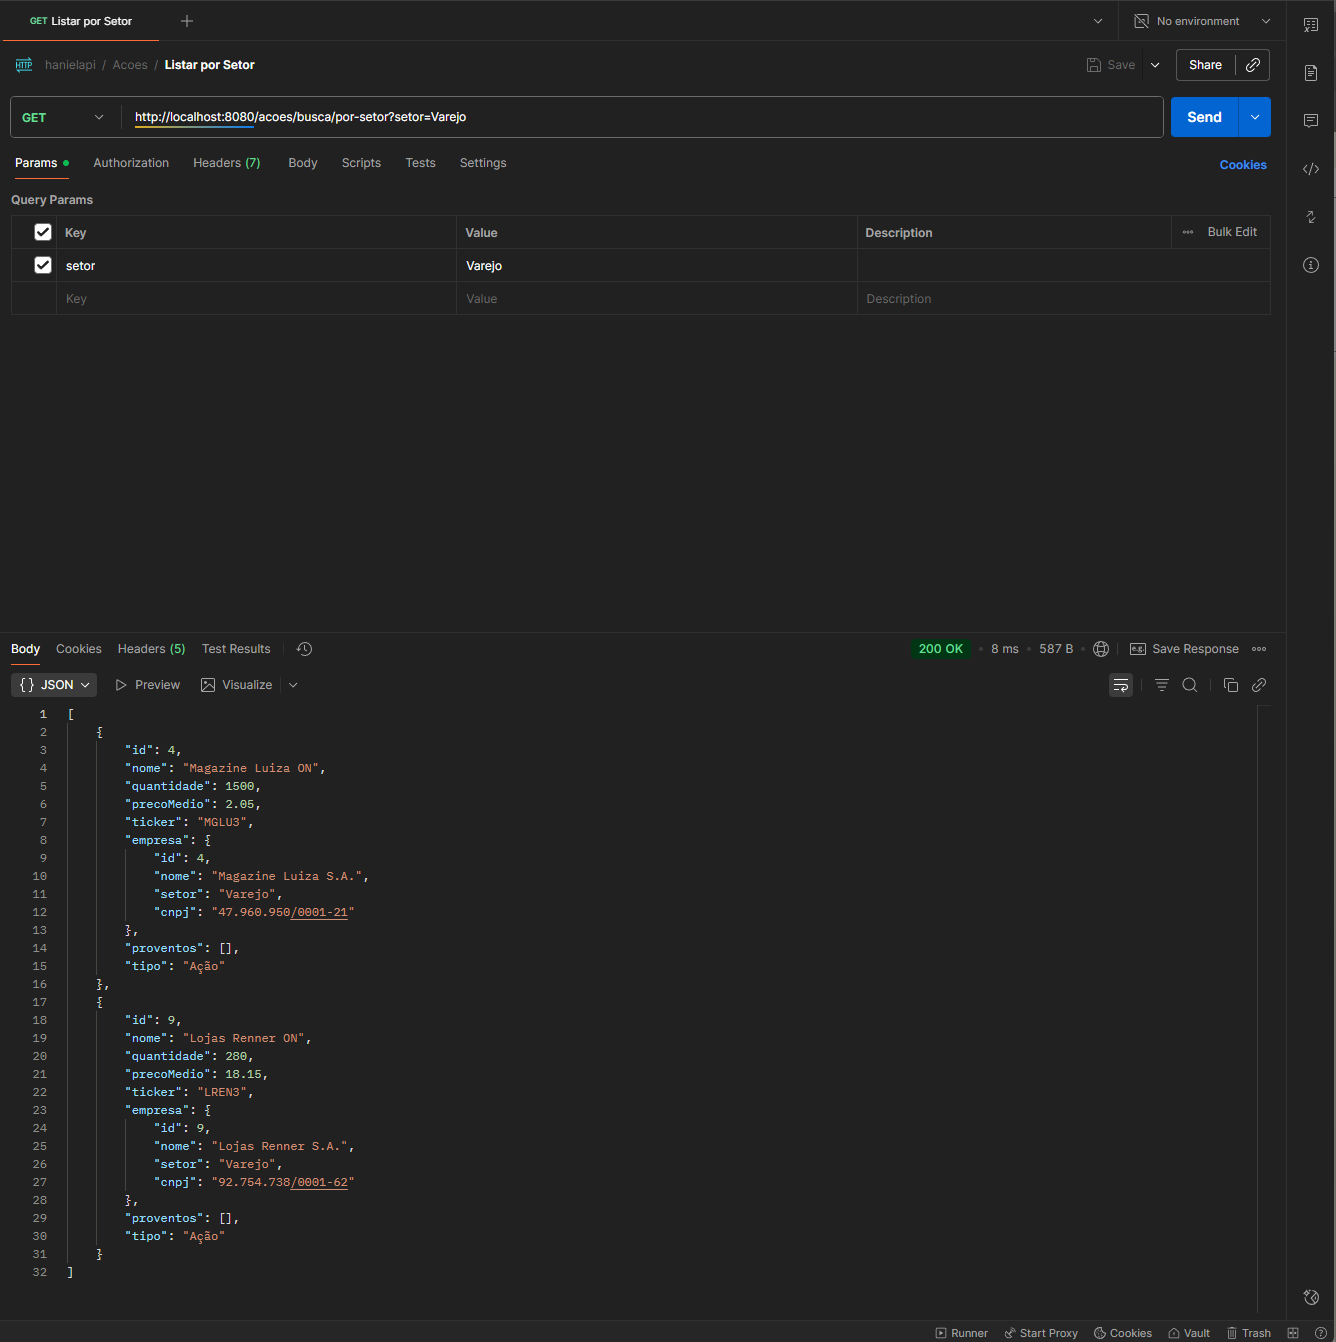 GET Listar por Setor
No environment
HTTP hanielapi / Acoes / Listar por Setor
Save
Share
GET
http://localhost:8080/acoes/busca/por-setor?setor=Varejo
Send
Params
Authorization
Headers (7)
Body
Scripts
Tests
Settings
Cookies
Query Params
Key
Value
Description
Bulk Edit
setor
Varejo
Key
Value
Description
Body
Cookies
Headers (5)
Test Results
200 OK
8 ms
587 B
e.g. Save Response
{} JSON
Preview
Visualize
1 [
2 {
3 "id": 4,
4 "nome": "Magazine Luiza ON",
5 "quantidade": 1500,
6 "precoMedio": 2.05,
7 "ticker": "MGLU3",
8 "empresa": {
9 "id": 4,
10 "nome": "Magazine Luiza S.A.",
11 "setor": "Varejo",
12 "cnpj": "47.960.950/0001-21"
13 },
14 "proventos": [],
15 "tipo": "Ação"
16 },
17 {
18 "id": 9,
19 "nome": "Lojas Renner ON",
20 "quantidade": 280,
21 "precoMedio": 18.15,
22 "ticker": "LREN3",
23 "empresa": {
24 "id": 9,
25 "nome": "Lojas Renner S.A.",
26 "setor": "Varejo",
27 "cnpj": "92.754.738/0001-62"
28 },
29 "proventos": [],
30 "tipo": "Ação"
31 }
32 ]
Runner
Start Proxy
Cookies
Vault
Trash